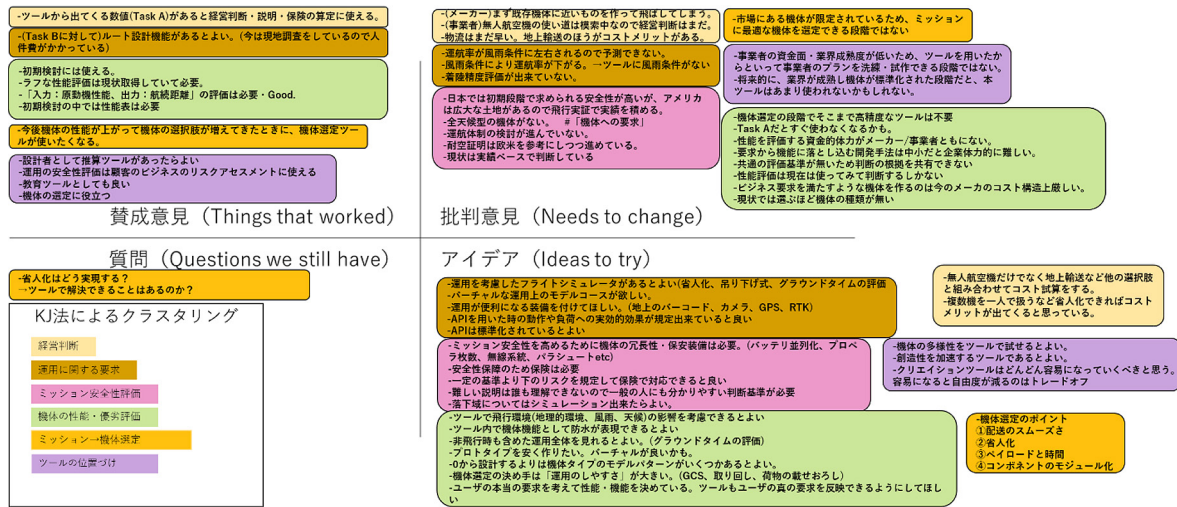 -ツールから出てくる数値(Task A)があると経営判断・説明・保険の算定に使える。
-(Task Bに対して)ルート設計機能があるとよい。(今は現地調査をしているので人
件費がかかっている)
-初期検討には使える。
-ラフな性能評価は現状取得していて必要。
-「入力：原動機性能、出力：航続距離」の評価は必要・Good.
-初期検討の中では性能表は必要
-今後機体の性能が上がって機体の選択肢が増えてきたときに、機体選定ツール
が使いたくなる。
-設計者として推算ツールがあったらよい
-運用の安全性評価は顧客のビジネスのリスクアセスメントに使える
-教育ツールとしても良い
-機体の選定に役立つ
賛成意見（Things that worked）
-(メーカー)まず既存機体に近いものを作って飛ばしてしまう。
-(事業者)無人航空機の使い道は模索中なので経営判断はまだ。
-物流はまだ早い。地上輸送のほうがコストメリットがある。
-運航率が風雨条件に左右されるので予測できない。
-風雨条件により運航率が下がる。→ツールに風雨条件がない
-着陸精度評価が出来ていない。
-日本では初期段階で求められる安全性が高いが、アメリカ
は広大な土地があるので飛行実証で実績を積める。
-全天候型の機体がない。　#「機体への要求」
-運航体制の検討が進んでいない。
-耐空証明は欧米を参考にしつつ進めている。
-現状は実績ベースで判断している
-市場にある機体が限定されているため、ミッション
に最適な機体を選定できる段階ではない
-事業者の資金面・業界成熟度が低いため、ツールを用いたか
らといって事業者のプランを洗練・試作できる段階ではない。
-将来的に、業界が成熟し機体が標準化された段階だと、本
ツールはあまり使われないかもしれない。
-機体選定の段階でそこまで高精度なツールは不要
-Task Aだとすぐ使わなくなるかも。
-性能を評価する資金的体力がメーカー/事業者ともにない。
-要求から機能に落とし込む開発手法は中小だと企業体力的に難しい。
-共通の評価基準が無いため判断の根拠を共有できない
-性能評価は現在は使ってみて判断するしかない
-ビジネス要求を満たすような機体を作るのは今のメーカのコスト構造上厳しい。
-現状では選ぶほど機体の種類が無い
批判意見（Needs to change）
質問（Questions we still have）
-省人化はどう実現する？
→ツールで解決できることはあるのか？
KJ法によるクラスタリング
経営判断
運用に関する要求
ミッション安全性評価
機体の性能・優劣評価
ミッション→機体選定
ツールの位置づけ
アイデア（Ideas to try）
-運用を考慮したフライトシミュレータがあるとよい(省人化、吊り下げ式、グラウンドタイムの評価
-バーチャルな運用上のモデルコースが欲しい。
-運用が便利になる装備を付けてほしい。(地上のバーコード、カメラ、GPS、RTK)
-APIを用いた時の動作や負荷への実効的効果が規定出来ていると良い
-APIは標準化されているとよい
-ミッション安全性を高めるために機体の冗長性・保安装備は必要。(バッテリ並列化、プロペ
ラ枚数、無線系統、パラシュートetc)
-安全性保障のため保険は必要
-一定の基準より下のリスクを規定して保険で対応できると良い
-難しい説明は誰も理解できないので一般の人にも分かりやすい判断基準が必要
-落下域についてはシミュレーション出来たらよい。
-ツールで飛行環境(地理的環境、風雨、天候)の影響を考慮できるとよい
-ツール内で機体機能として防水が表現できるとよい
-非飛行時も含めた運用全体を見れるとよい。(グラウンドタイムの評価)
-プロトタイプを安く作りたい。バーチャルが良いかも。
-0から設計するよりは機体タイプのモデルパターンがいくつかあるとよい。
-機体選定の決め手は「運用のしやすさ」が大きい。(GCS、取り回し、荷物の載せおろし)
-ユーザの本当の要求を考えて性能・機能を決めている。ツールもユーザの真の要求を反映できるようにしてほし
い
-無人航空機だけでなく地上輸送など他の選択肢
と組み合わせてコスト試算をする。
-複数機を一人で扱うなど省人化できればコスト
メリットが出てくると思っている。
-機体の多様性をツールで試せるとよい。
-創造性を加速するツールであるとよい。
-クリエイションツールはどんどん容易になっていくべきと思う。
容易になると自由度が減るのはトレードオフ
-機体選定のポイント
①配送のスムーズさ
②省人化
③ペイロードと時間
④コンポーネントのモジュール化